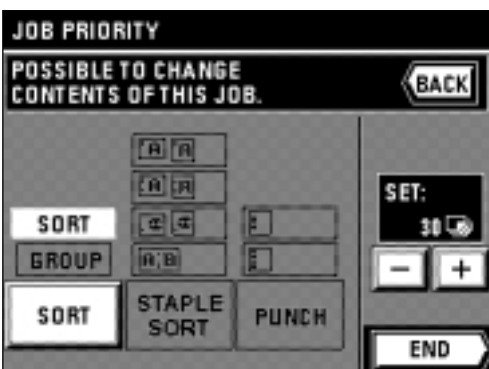 JOB PRIORITY
POSSIBLE TO CHANGE
CONTENTS OF THIS JOB.
BACK
A A
A A
A A
A B
SORT
GROUP
SORT
STAPLE
SORT
PUNCH
SET:
30
- +
END